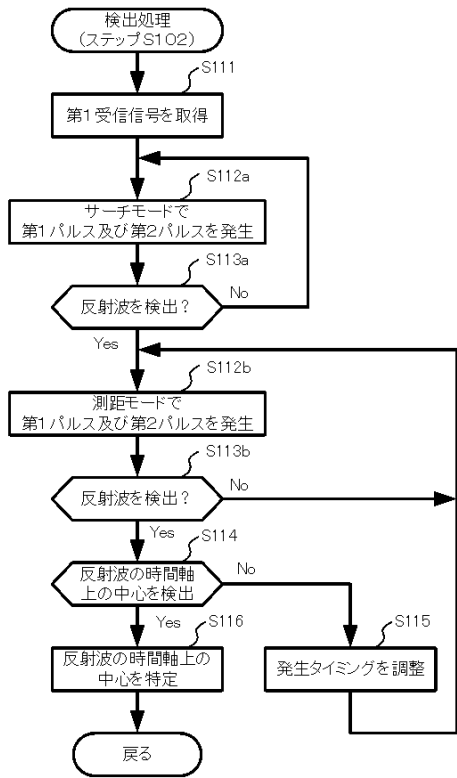 検出処理
(ステップS102)
S111
第1受信信号を取得
S112a
サーチモードで
第1パルス及び第2パルスを発生
S113a
反射波を検出?
No
Yes
S112b
測距モードで
第1パルス及び第2パルスを発生
S113b
反射波を検出?
No
Yes
S114
反射波の時間軸
上の中心を検出
No
Yes
S116
反射波の時間軸上の
中心を特定
S115
発生タイミングを調整
戻る